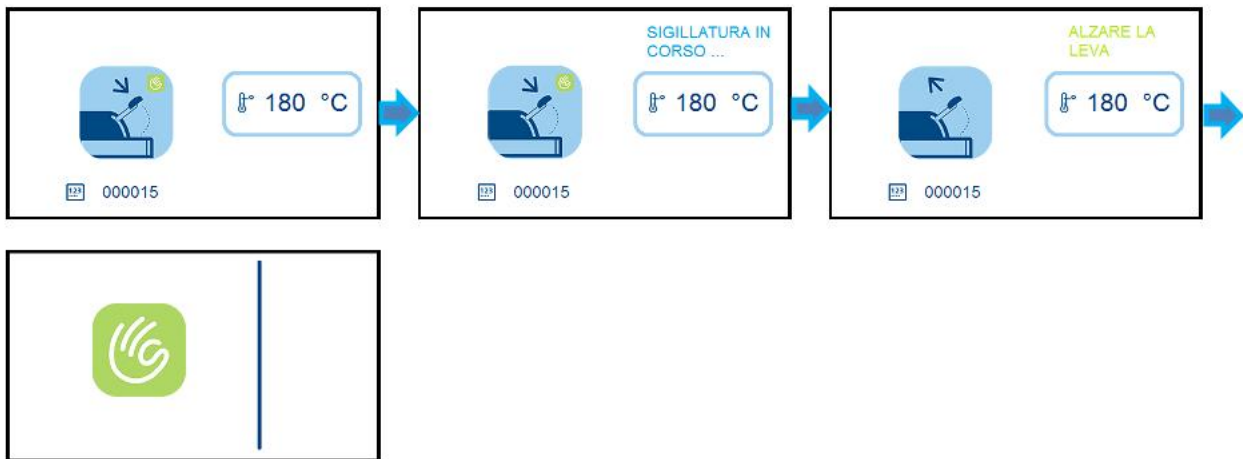 180 °C
000015
SIGILLATURA IN
CORSO ...
180 °C
000015
ALZARE LA
LEVA
180 °C
000015